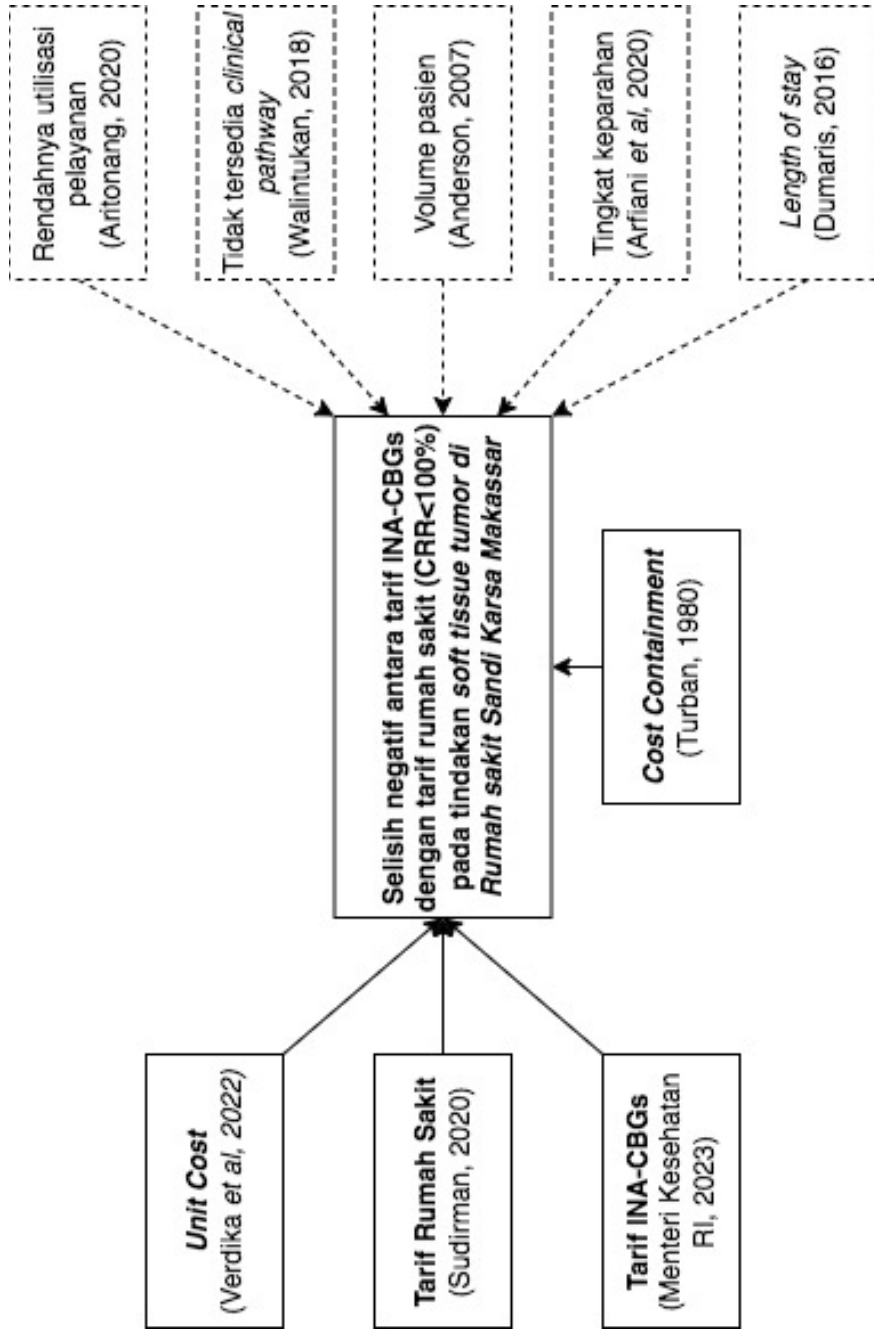 Unit Cost
(Verdika et al, 2022)
Tarif Rumah Sakit
(Sudirman, 2020)
Tarif INA-CBGs
(Menteri Kesehatan
RI, 2023)
Selisih negatif antara tarif INA-CBGs
dengan tarif rumah sakit (CRR<100%)
pada tindakan soft tissue tumor di
Rumah sakit Sandi Karsa Makassar
Cost Containment
(Turban, 1980)
Rendahnya utilisasi
pelayanan
(Aritonang, 2020)
Tidak tersedia clinical
pathway
(Walintukan, 2018)
Volume pasien
(Anderson, 2007)
Tingkat keparahan
(Arfiani et al, 2020)
Length of stay
(Dumaris, 2016)